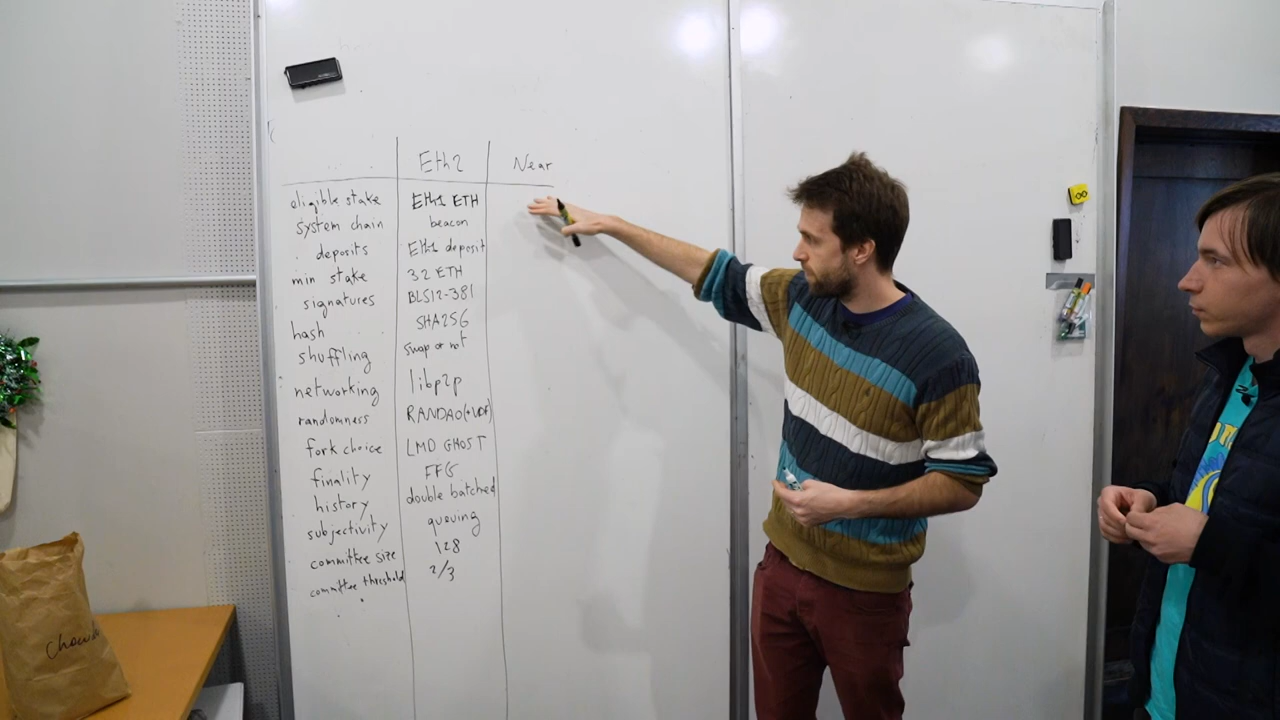 Eth2 Near
eligible stake Eth1 ETH
system chain beacon
deposits Eth1 deposit
min stake 32 ETH
signatures BLS12-381
hash SHA256
shuffling swap or not
networking libp2p
randomness RANDAO(+VDF)
fork choice LMD GHOST
finality FFG
history double batched
subjectivity queuing
committee size 128
committee threshold 2/3